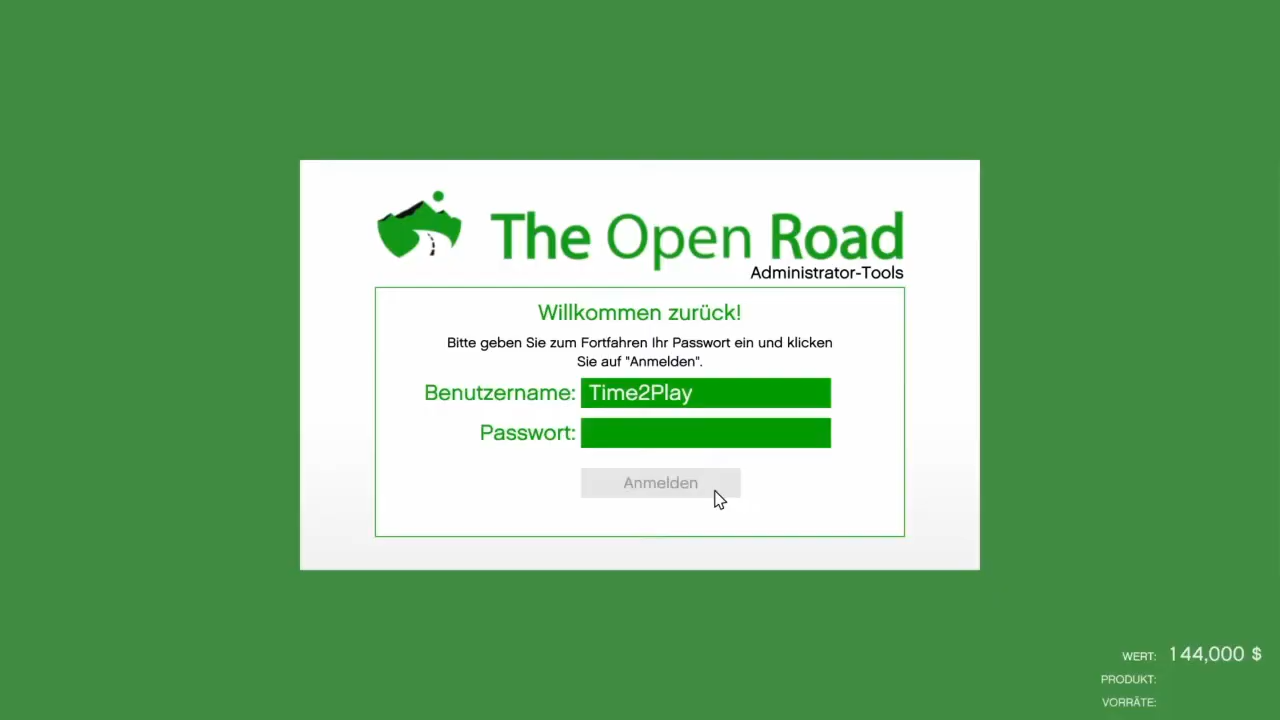 The Open Road
Administrator-Tools
Willkommen zurück!
Bitte geben Sie zum Fortfahren Ihr Passwort ein und klicken
Sie auf "Anmelden".
Benutzername: Time2Play
Passwort:
Anmelden
WERT: 144,000 $
PRODUKT:
VORRÄTE: